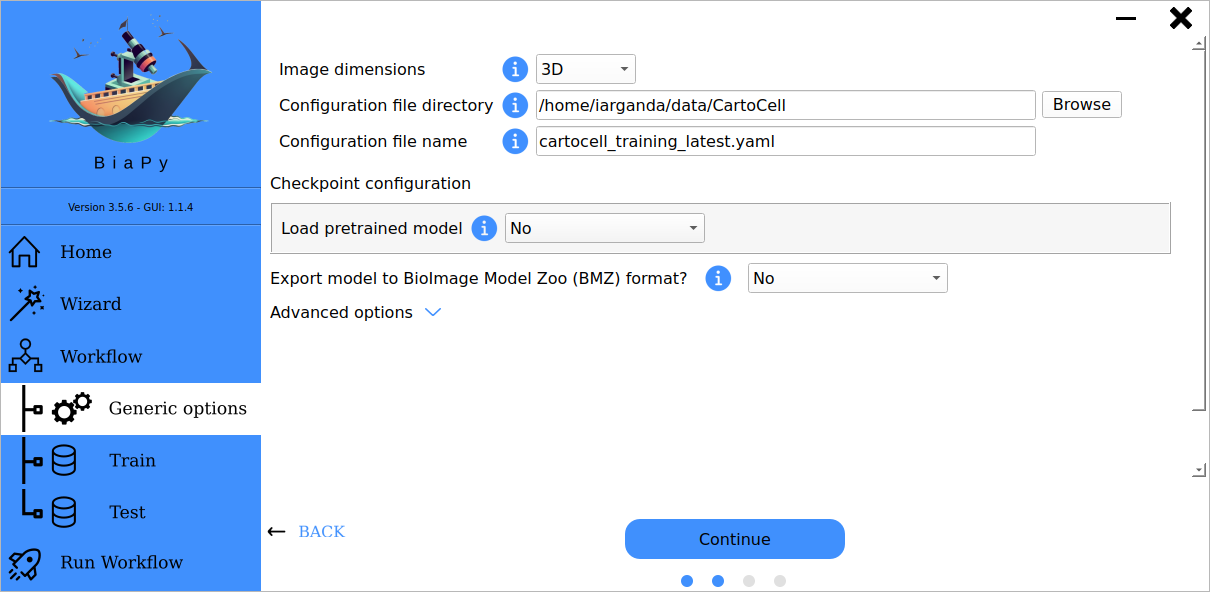 BiaPy
Version 3.5.6 - GUI: 1.1.4
Home
Wizard
Workflow
Generic options
Train
Test
Run Workflow
Image dimensions i 3D
Configuration file directory i /home/iarganda/data/CartoCell Browse
Configuration file name i cartocell_training_latest.yaml
Checkpoint configuration
Load pretrained model i No
Export model to BioImage Model Zoo (BMZ) format? i No
Advanced options
BACK
Continue